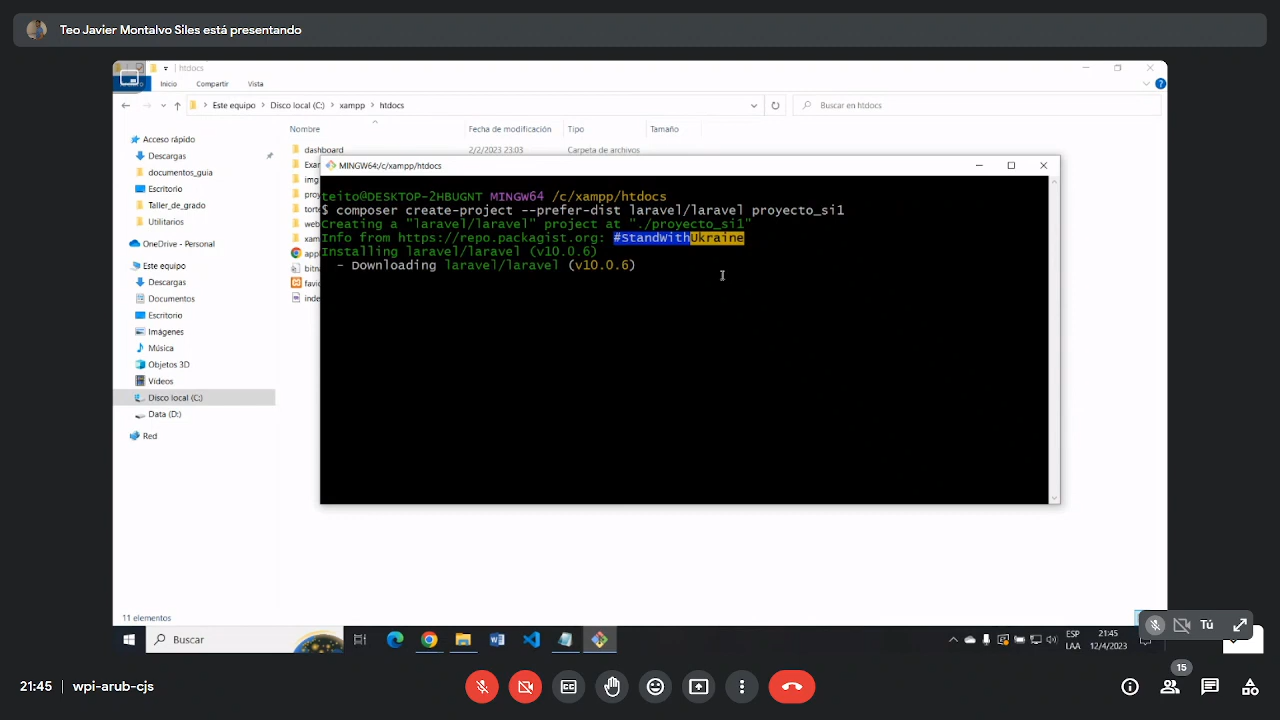 Teo Javier Montalvo Siles está presentando
htdocs
Inicio
Compartir
Vista
Este equipo
Disco local (C:)
xampp
htdocs
Buscar en htdocs
Acceso rápido
Descargas
documentos_guia
Escritorio
Taller_de_grado
Utilitarios
OneDrive - Personal
Este equipo
Descargas
Documentos
Escritorio
Imágenes
Música
Objetos 3D
Vídeos
Disco local (C:)
Data (D:)
Red
Nombre
Fecha de modificación
Tipo
Tamaño
dashboard
2/2/2023 23:03
Carpeta de archivos
img
MINGW64:/c/xampp/htdocs
teito@DESKTOP-2HBUGNT MINGW64 /c/xampp/htdocs
$ composer create-project --prefer-dist laravel/laravel proyecto_si1
Creating a "laravel/laravel" project at "./proyecto_si1"
Info from https://repo.packagist.org: #StandWithUkraine
Installing laravel/laravel (v10.0.6)
- Downloading laravel/laravel (v10.0.6)
11 elementos
Buscar
ESP
LAA
21:45
12/4/2023
Tú
21:45 | wpi-arub-cjs
15